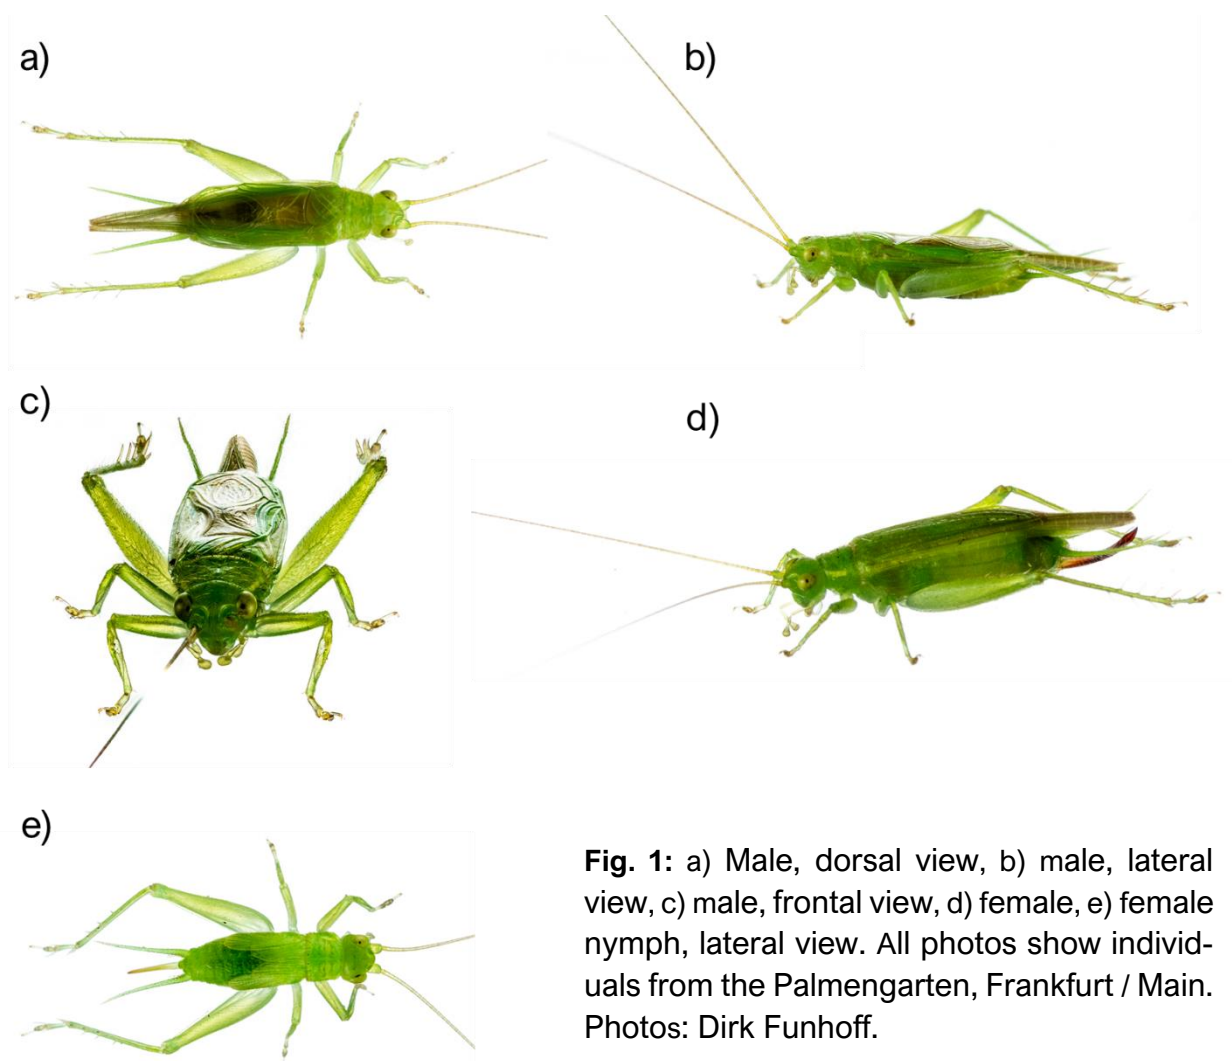 a)
b)
c)
d)
e)
Fig. 1: a) Male, dorsal view, b) male, lateral
view, c) male, frontal view, d) female, e) female
nymph, lateral view. All photos show individ-
uals from the Palmengarten, Frankfurt / Main.
Photos: Dirk Funhoff.